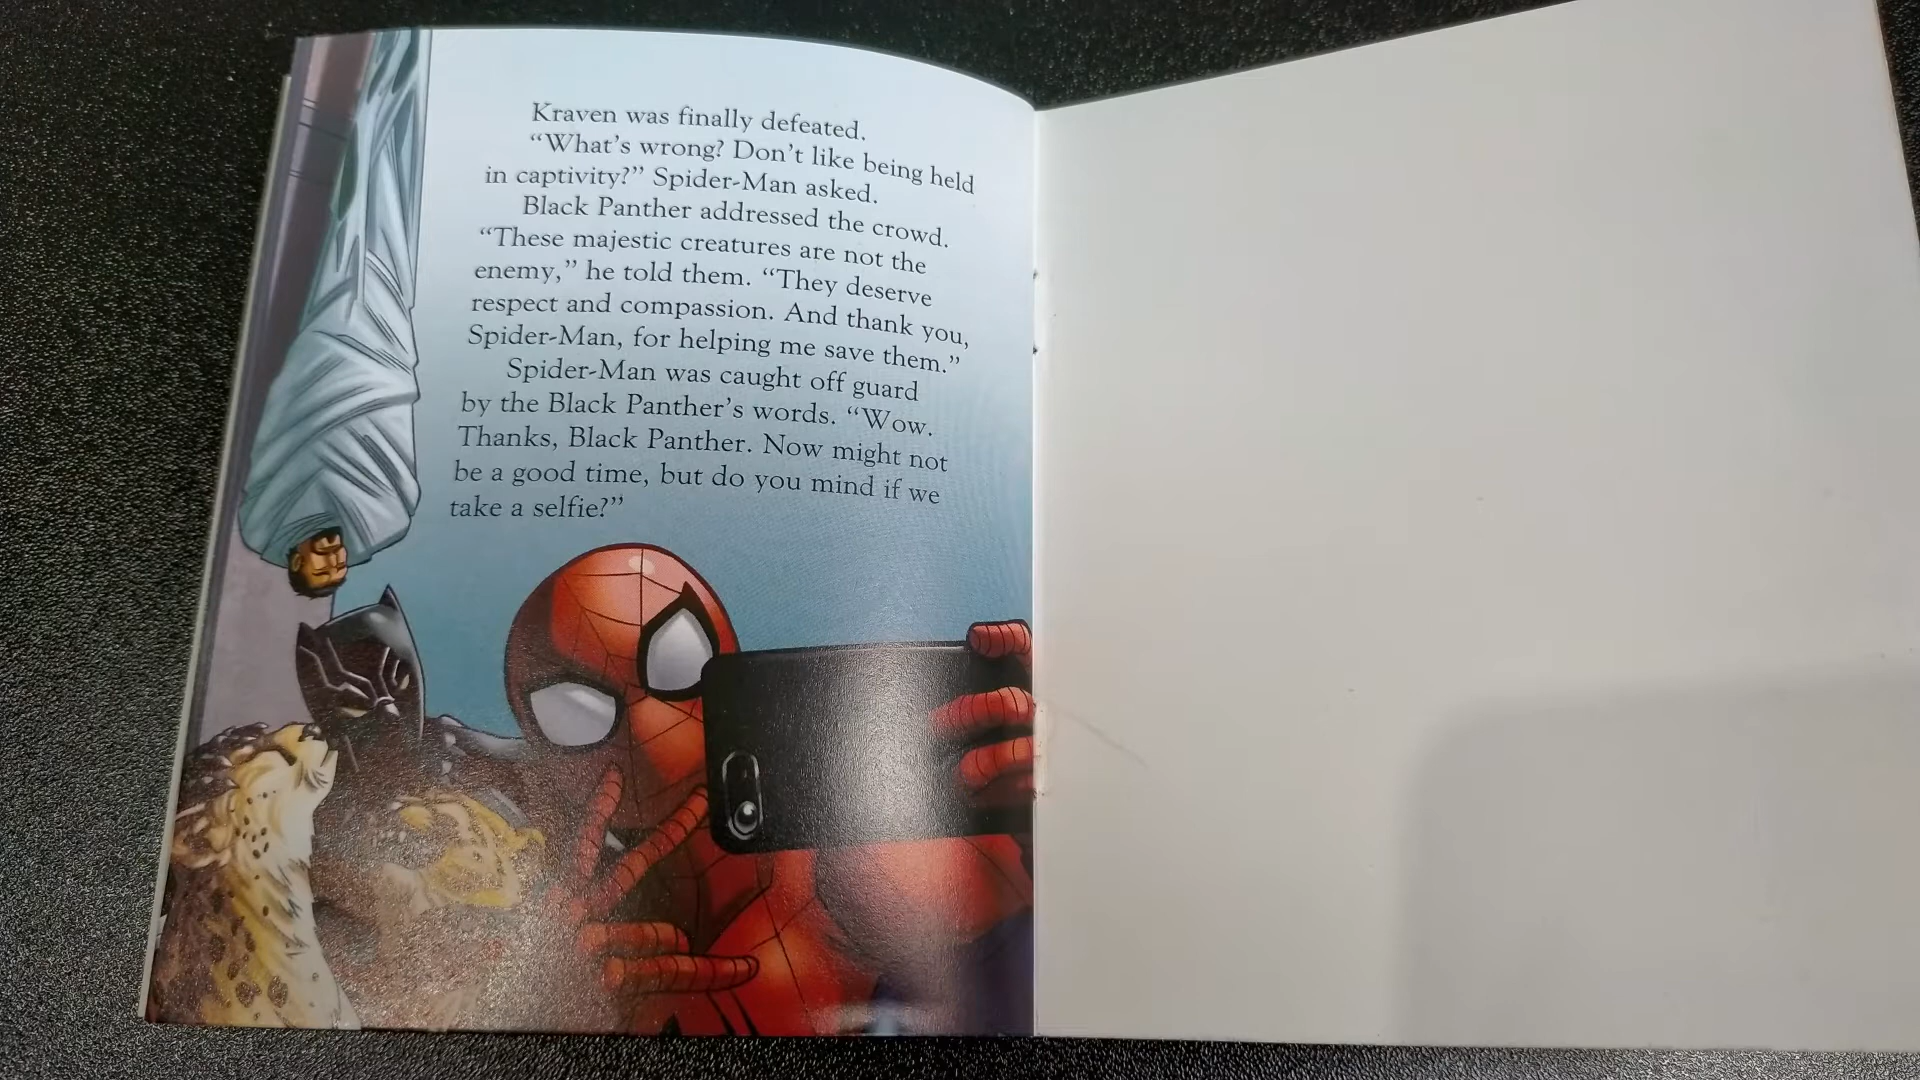 Kraven was finally defeated.
“What’s wrong? Don’t like being held
in captivity?” Spider-Man asked.
Black Panther addressed the crowd.
“These majestic creatures are not the
enemy,” he told them. “They deserve
respect and compassion. And thank you,
Spider-Man, for helping me save them.”
Spider-Man was caught off guard
by the Black Panther’s words. “Wow.
Thanks, Black Panther. Now might not
be a good time, but do you mind if we
take a selfie?”